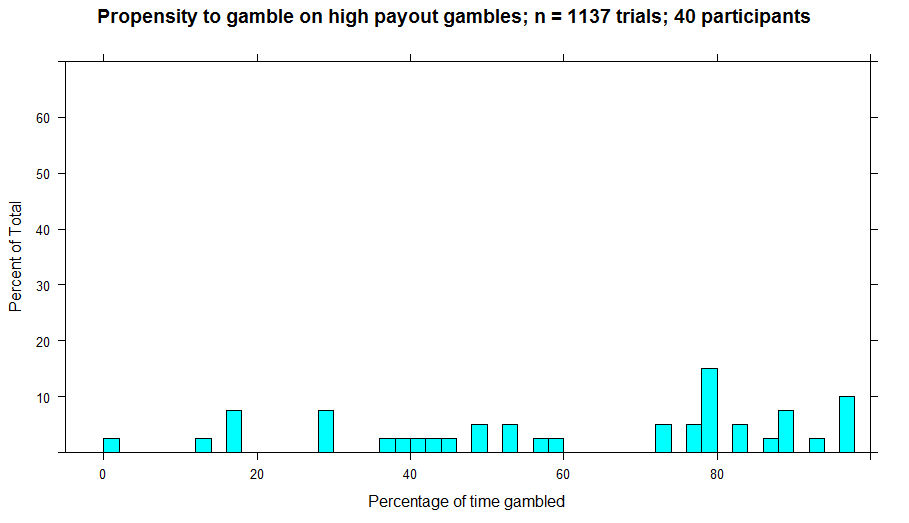 Propensity to gamble on high payout gambles; n = 1137 trials; 40 participants
60
50
40
30
20
10
Percent of Total
0 20 40 60 80
Percentage of time gambled